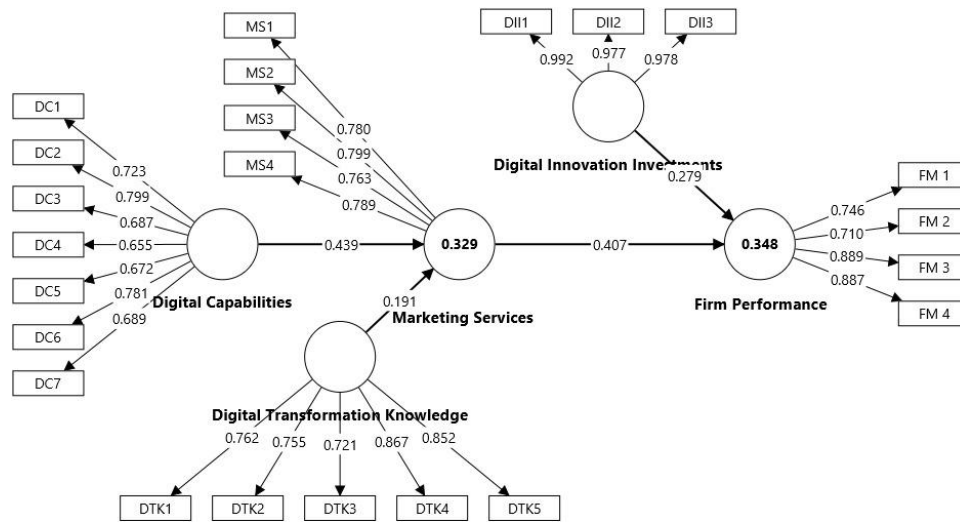 MS1
MS2
MS3
MS4
0.780
0.799
0.763
0.789
DII1
DII2
DII3
0.992
0.977
0.978
Digital Innovation Investments
0.279
DC1
DC2
DC3
DC4
DC5
DC6
DC7
0.723
0.799
0.687
0.655
0.672
0.781
0.689
Digital Capabilities
0.439
0.329
Marketing Services
0.407
0.348
Firm Performance
0.746
0.710
0.889
0.887
FM 1
FM 2
FM 3
FM 4
0.191
Digital Transformation Knowledge
0.762
0.755
0.721
0.867
0.852
DTK1
DTK2
DTK3
DTK4
DTK5